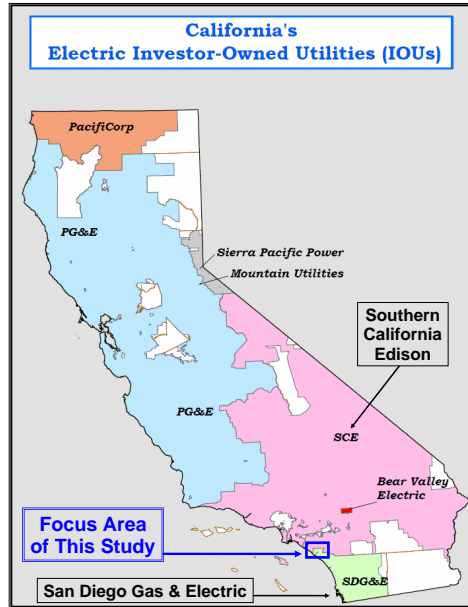 California's
Electric Investor-Owned Utilities (IOUs)
PacifiCorp
PG&E
Sierra Pacific Power
Mountain Utilities
Southern
California
Edison
PG&E
SCE
Bear Valley
Electric
Focus Area
of This Study
SDG&E
San Diego Gas & Electric